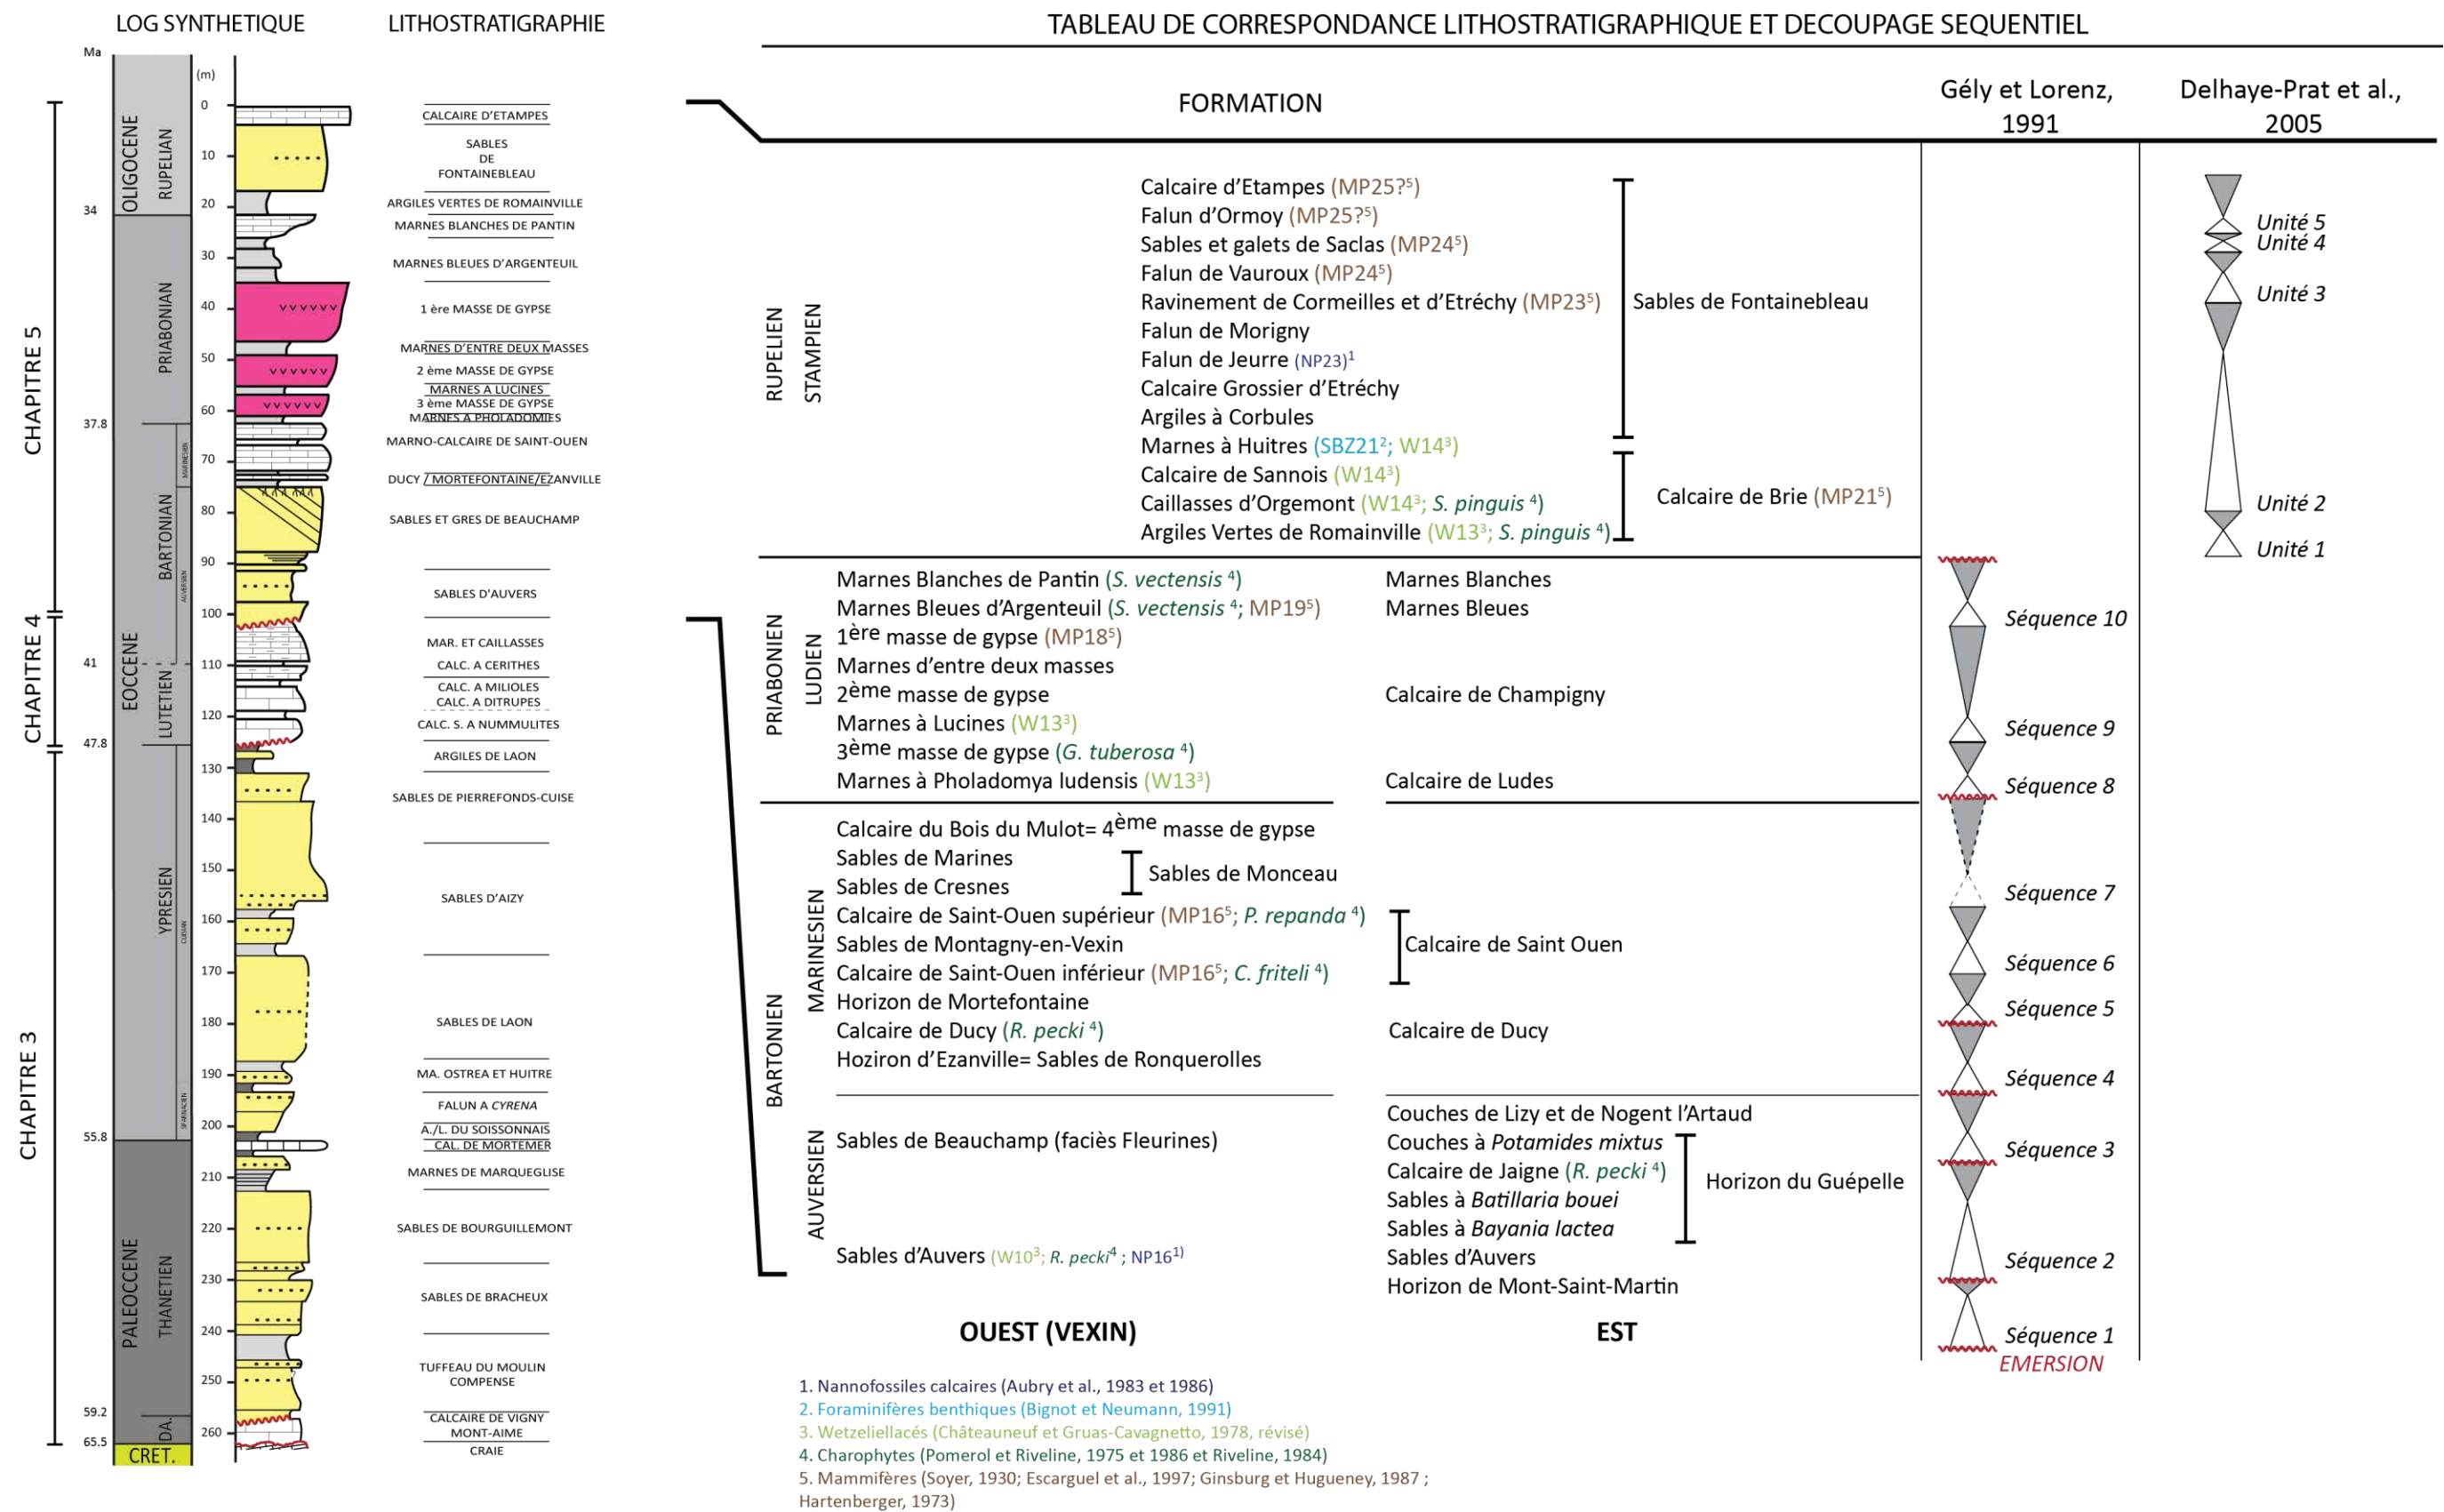 LOG SYNTHETIQUE
LITHOSTRATIGRAPHIE
TABLEAU DE CORRESPONDANCE LITHOSTRATIGRAPHIQUE ET DECOUPAGE SEQUENTIEL
Ma
(m)
CHAPITRE 5
CHAPITRE 4
CHAPITRE 3
34
37.8
41
47.8
55.8
59.2
65.5
OLIGOCENE
EOCCENE
PALEOCCENE
CRET.
RUPELIAN
PRIABONIAN
BARTONIAN
LUTETIEN
YPRESIEN
THANETIEN
DA.
MARINESIEN
AUVERSIEN
CUISIAN
SPARNACIEN
0
10
20
30
40
50
60
70
80
90
100
110
120
130
140
150
160
170
180
190
200
210
220
230
240
250
260
CALCAIRE D'ETAMPES
SABLES
DE
FONTAINEBLEAU
ARGILES VERTES DE ROMAINVILLE
MARNES BLANCHES DE PANTIN
MARNES BLEUES D'ARGENTEUIL
1 ère MASSE DE GYPSE
MARNES D'ENTRE DEUX MASSES
2 ème MASSE DE GYPSE
MARNES A LUCINES
3 ème MASSE DE GYPSE
MARNES A PHOLADOMIES
MARNO-CALCAIRE DE SAINT-OUEN
DUCY / MORTEFONTAINE/EZANVILLE
SABLES ET GRES DE BEAUCHAMP
SABLES D'AUVERS
MAR. ET CAILLASSES
CALC. A CERITHES
CALC. A MILIOLES
CALC. A DITRUPES
CALC. S. A NUMMULITES
ARGILES DE LAON
SABLES DE PIERREFONDS-CUISE
SABLES D'AIZY
SABLES DE LAON
MA. OSTREA ET HUITRE
FALUN A CYRENA
A./L. DU SOISSONNAIS
CAL. DE MORTEMER
MARNES DE MARQUEGLISE
SABLES DE BOURGUILLEMONT
SABLES DE BRACHEUX
TUFFEAU DU MOULIN
COMPENSE
CALCAIRE DE VIGNY
MONT-AIME
CRAIE
FORMATION
Gély et Lorenz,
1991
Delhaye-Prat et al.,
2005
RUPELIEN
STAMPIEN
Calcaire d'Etampes (MP25?⁵)
Falun d'Ormoy (MP25?⁵)
Sables et galets de Saclas (MP24⁵)
Falun de Vauroux (MP24⁵)
Ravinement de Cormeilles et d'Etréchy (MP23⁵)
Falun de Morigny
Falun de Jeurre (NP23)¹
Calcaire Grossier d'Etréchy
Argiles à Corbules
Marnes à Huitres (SBZ21²; W14³)
Calcaire de Sannois (W14³)
Caillasses d'Orgemont (W14³; S. pinguis ⁴)
Argiles Vertes de Romainville (W13³; S. pinguis ⁴)
Sables de Fontainebleau
Calcaire de Brie (MP21⁵)
PRIABONIEN
LUDIEN
Marnes Blanches de Pantin (S. vectensis ⁴)
Marnes Bleues d'Argenteuil (S. vectensis ⁴; MP19⁵)
1ère masse de gypse (MP18⁵)
Marnes d'entre deux masses
2ème masse de gypse
Marnes à Lucines (W13³)
3ème masse de gypse (G. tuberosa ⁴)
Marnes à Pholadomya ludensis (W13³)
Marnes Blanches
Marnes Bleues
Calcaire de Champigny
Calcaire de Ludes
BARTONIEN
MARINESIEN
Calcaire du Bois du Mulot= 4ème masse de gypse
Sables de Marines
Sables de Cresnes
Sables de Monceau
Calcaire de Saint-Ouen supérieur (MP16⁵; P. repanda ⁴)
Sables de Montagny-en-Vexin
Calcaire de Saint-Ouen inférieur (MP16⁵; C. friteli ⁴)
Calcaire de Saint Ouen
Horizon de Mortefontaine
Calcaire de Ducy (R. pecki ⁴)
Calcaire de Ducy
Hoziron d'Ezanville= Sables de Ronquerolles
AUVERSIEN
Sables de Beauchamp (faciès Fleurines)
Sables d'Auvers (W10³; R. pecki⁴ ; NP16¹)
Couches de Lizy et de Nogent l'Artaud
Couches à Potamides mixtus
Calcaire de Jaigne (R. pecki ⁴)
Sables à Batillaria bouei
Sables à Bayania lactea
Horizon du Guépelle
Sables d'Auvers
Horizon de Mont-Saint-Martin
OUEST (VEXIN)
EST
Séquence 10
Séquence 9
Séquence 8
Séquence 7
Séquence 6
Séquence 5
Séquence 4
Séquence 3
Séquence 2
Séquence 1
EMERSION
Unité 5
Unité 4
Unité 3
Unité 2
Unité 1
1. Nannofossiles calcaires (Aubry et al., 1983 et 1986)
2. Foraminifères benthiques (Bignot et Neumann, 1991)
3. Wetzeliellacés (Châteauneuf et Gruas-Cavagnetto, 1978, révisé)
4. Charophytes (Pomerol et Riveline, 1975 et 1986 et Riveline, 1984)
5. Mammifères (Soyer, 1930; Escarguel et al., 1997; Ginsburg et Hugueney, 1987 ;
Hartenberger, 1973)